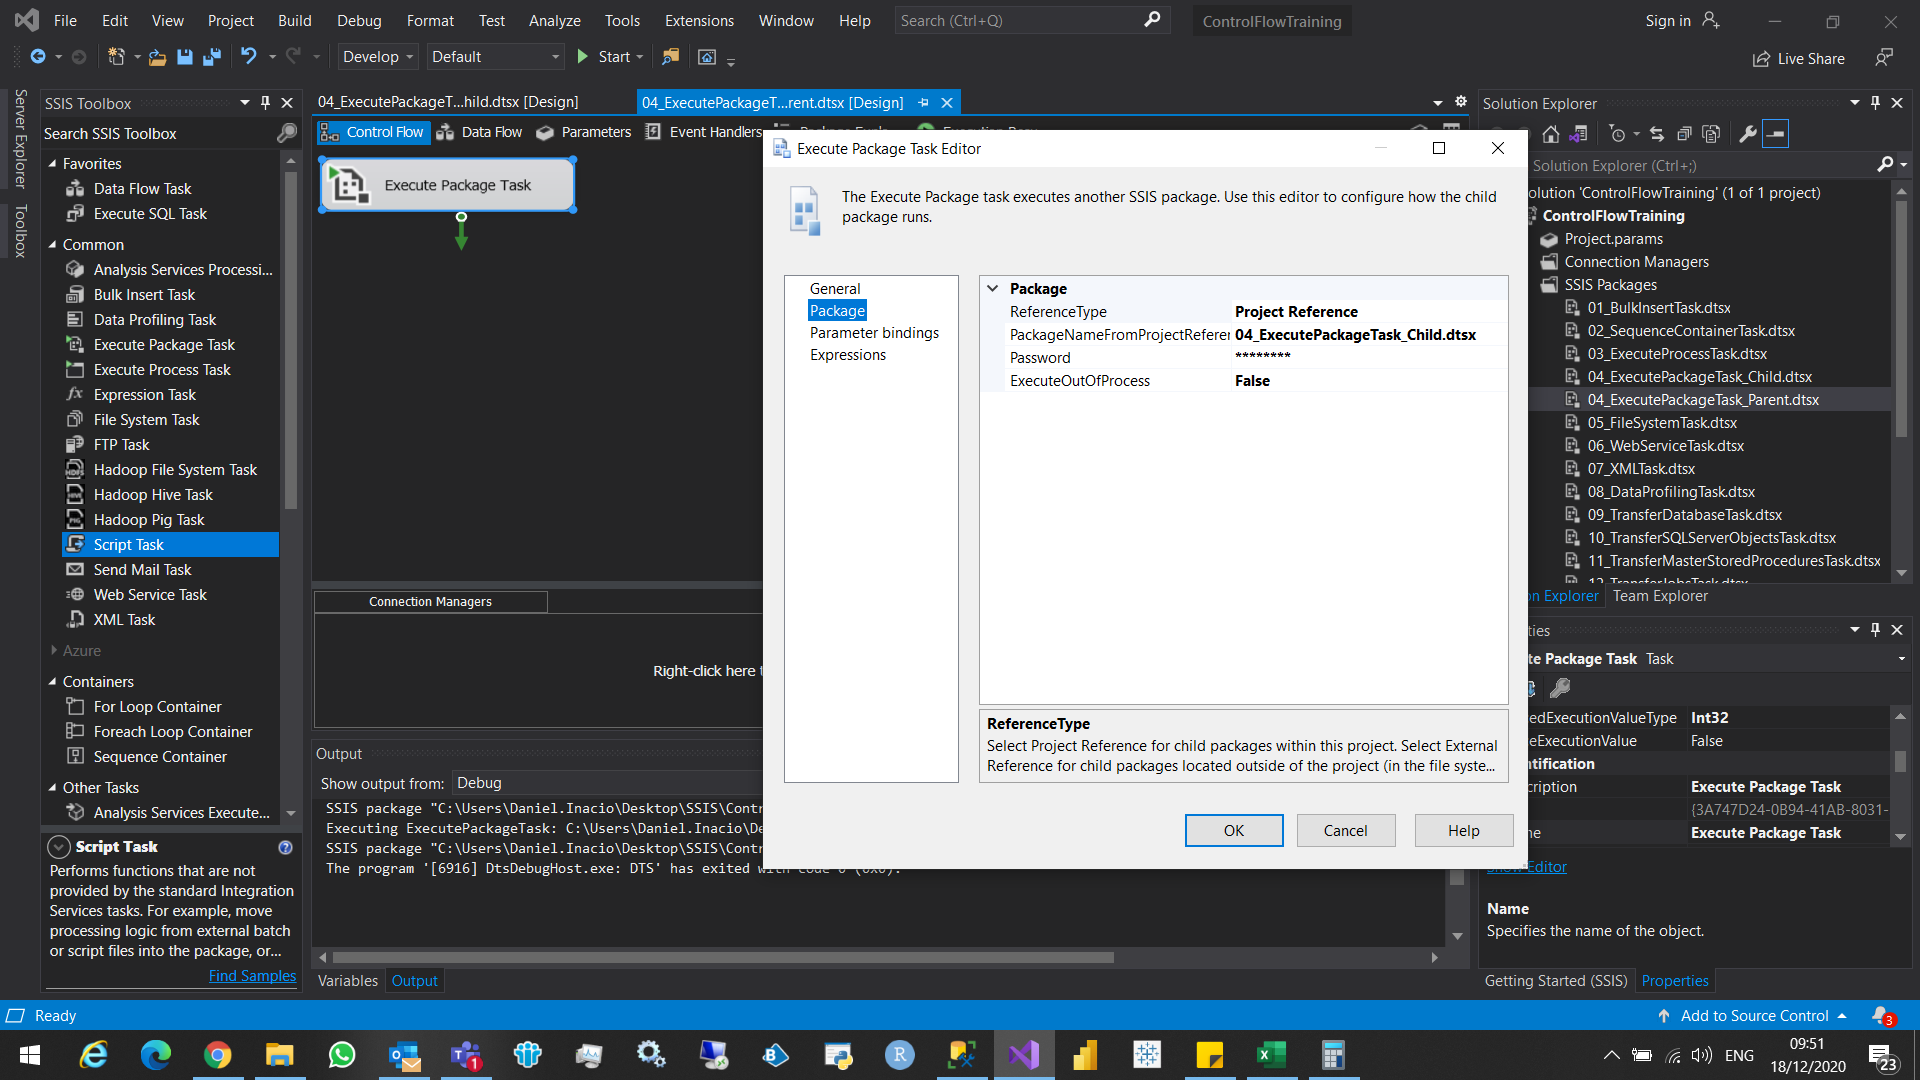 File Edit View Project Build Debug Format Test Analyze Tools Extensions Window Help Search (Ctrl+Q) ControlFlowTraining Sign in
Develop Default Start Live Share
Server Explorer
Toolbox
SSIS Toolbox
Search SSIS Toolbox
Favorites
Data Flow Task
Execute SQL Task
Common
Analysis Services Processi...
Bulk Insert Task
Data Profiling Task
Execute Package Task
Execute Process Task
Expression Task
File System Task
FTP Task
Hadoop File System Task
Hadoop Hive Task
Hadoop Pig Task
Script Task
Send Mail Task
Web Service Task
XML Task
Azure
Containers
For Loop Container
Foreach Loop Container
Sequence Container
Other Tasks
Analysis Services Execute...
Script Task
Performs functions that are not
provided by the standard Integration
Services tasks. For example, move
processing logic from external batch
or script files into the package, or...
Find Samples
04_ExecutePackageT...hild.dtsx [Design] 04_ExecutePackageT...rent.dtsx [Design]
Control Flow Data Flow Parameters Event Handlers
Execute Package Task
Connection Managers
Right-click here
Output
Show output from: Debug
SSIS package "C:\Users\Daniel.Inacio\Desktop\SSIS\Contr
Executing ExecutePackageTask: C:\Users\Daniel.Inacio\De
SSIS package "C:\Users\Daniel.Inacio\Desktop\SSIS\Contr
The program '[6916] DtsDebugHost.exe: DTS' has exited with code 0 (0x0).
Variables Output
Execute Package Task Editor
The Execute Package task executes another SSIS package. Use this editor to configure how the child
package runs.
General
Package
Parameter bindings
Expressions
Package
ReferenceType Project Reference
PackageNameFromProjectReferer 04_ExecutePackageTask_Child.dtsx
Password ********
ExecuteOutOfProcess False
ReferenceType
Select Project Reference for child packages within this project. Select External
Reference for child packages located outside of the project (in the file syste...
OK Cancel Help
Solution Explorer
Solution Explorer (Ctrl+;)
olution 'ControlFlowTraining' (1 of 1 project)
ControlFlowTraining
Project.params
Connection Managers
SSIS Packages
01_BulkInsertTask.dtsx
02_SequenceContainerTask.dtsx
03_ExecuteProcessTask.dtsx
04_ExecutePackageTask_Child.dtsx
04_ExecutePackageTask_Parent.dtsx
05_FileSystemTask.dtsx
06_WebServiceTask.dtsx
07_XMLTask.dtsx
08_DataProfilingTask.dtsx
09_TransferDatabaseTask.dtsx
10_TransferSQLServerObjectsTask.dtsx
11_TransferMasterStoredProceduresTask.dtsx
12_TransferJobsTask.dtsx
on Explorer Team Explorer
ties
te Package Task Task
edExecutionValueType Int32
eExecutionValue False
ntification
cription Execute Package Task
{3A747D24-0B94-41AB-8031-
ne Execute Package Task
Show Editor
Name
Specifies the name of the object.
Getting Started (SSIS) Properties
Ready Add to Source Control 3
1 ENG 09:51
18/12/2020 23